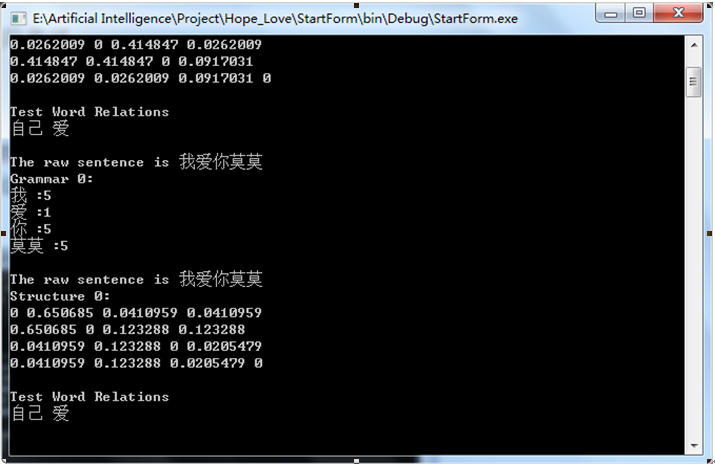 E:\Artificial Intelligence\Project\Hope_Love\StartForm\bin\Debug\StartForm.exe
0.0262009 0 0.414847 0.0262009
0.414847 0.414847 0 0.0917031
0.0262009 0.0262009 0.0917031 0
Test Word Relations
自己 爱
The raw sentence is 我爱你莫莫
Grammar 0:
我 :5
爱 :1
你 :5
莫莫 :5
The raw sentence is 我爱你莫莫
Structure 0:
0 0.650685 0.0410959 0.0410959
0.650685 0 0.123288 0.123288
0.0410959 0.123288 0 0.0205479
0.0410959 0.123288 0.0205479 0
Test Word Relations
自己 爱